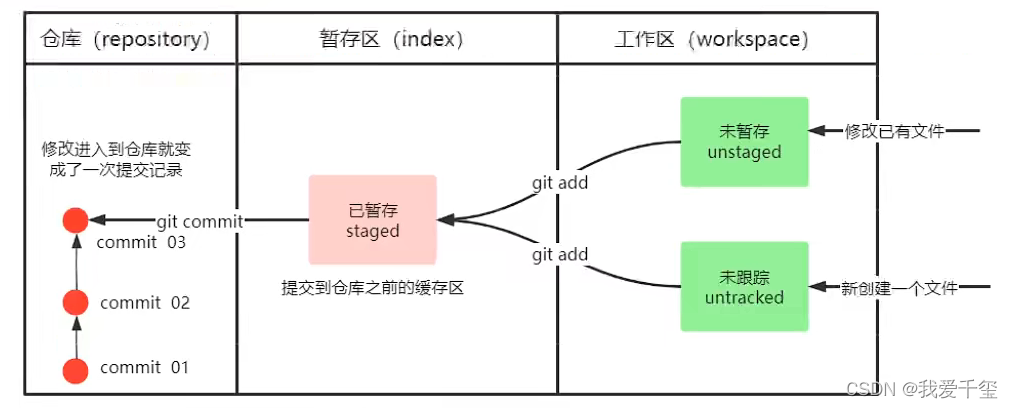 仓库（repository）
暂存区（index）
工作区（workspace）
修改进入到仓库就变
成了一次提交记录
git commit
commit 03
commit 02
commit 01
已暂存
staged
提交到仓库之前的缓存区
git add
git add
未暂存
unstaged
修改已有文件
未跟踪
untracked
新创建一个文件
CSDN @我爱千玺